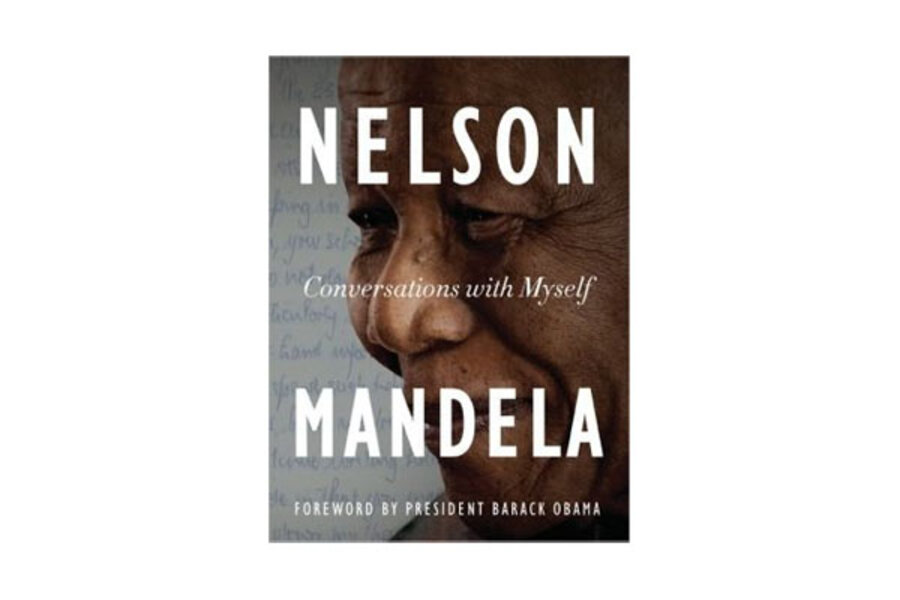 NELSON
Conversations with Myself
MANDELA
FOREWORD BY PRESIDENT BARACK OBAMA